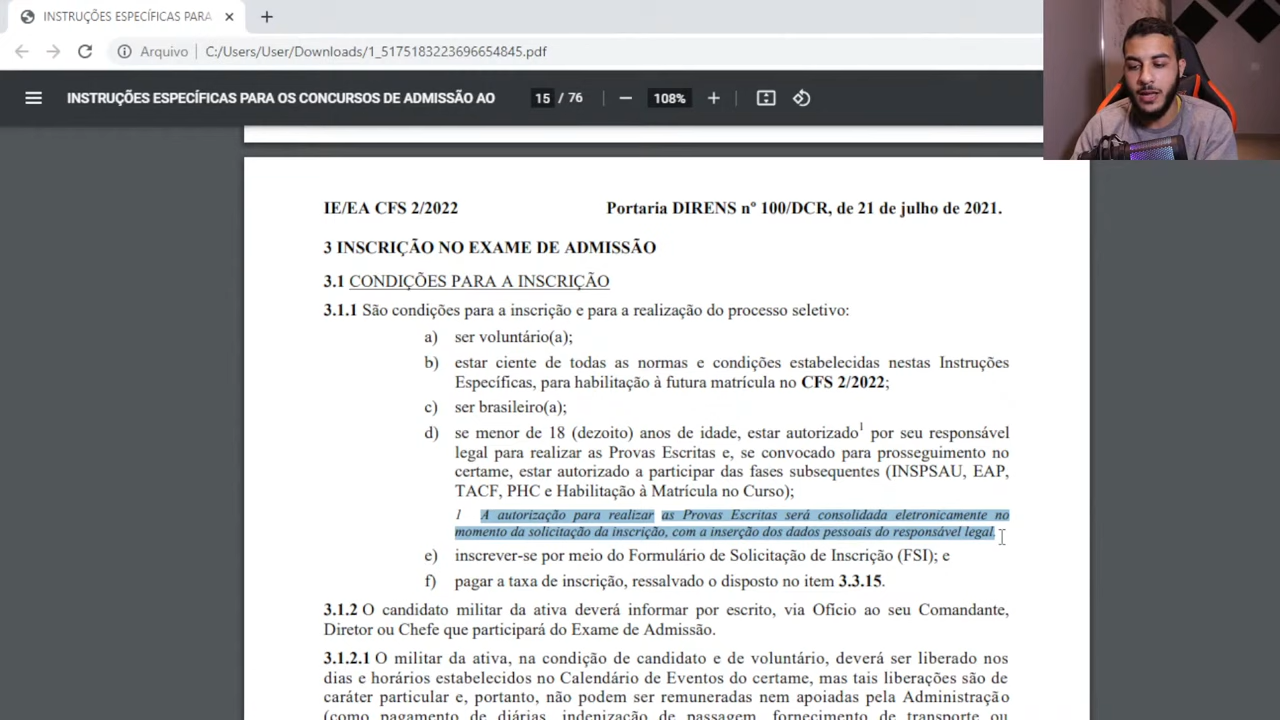 INSTRUÇÕES ESPECÍFICAS PARA
Arquivo C:/Users/User/Downloads/1_5175183223696654845.pdf
INSTRUÇÕES ESPECÍFICAS PARA OS CONCURSOS DE ADMISSÃO AO 15 / 76 108%
IE/EA CFS 2/2022 Portaria DIRENS nº 100/DCR, de 21 de julho de 2021.
3 INSCRIÇÃO NO EXAME DE ADMISSÃO
3.1 CONDIÇÕES PARA A INSCRIÇÃO
3.1.1 São condições para a inscrição e para a realização do processo seletivo:
a) ser voluntário(a);
b) estar ciente de todas as normas e condições estabelecidas nestas Instruções
Específicas, para habilitação à futura matrícula no CFS 2/2022;
c) ser brasileiro(a);
d) se menor de 18 (dezoito) anos de idade, estar autorizado1 por seu responsável
legal para realizar as Provas Escritas e, se convocado para prosseguimento no
certame, estar autorizado a participar das fases subsequentes (INSPSAU, EAP,
TACF, PHC e Habilitação à Matrícula no Curso);
1 A autorização para realizar as Provas Escritas será consolidada eletronicamente no
momento da solicitação da inscrição, com a inserção dos dados pessoais do responsável legal.
e) inscrever-se por meio do Formulário de Solicitação de Inscrição (FSI); e
f) pagar a taxa de inscrição, ressalvado o disposto no item 3.3.15.
3.1.2 O candidato militar da ativa deverá informar por escrito, via Ofício ao seu Comandante,
Diretor ou Chefe que participará do Exame de Admissão.
3.1.2.1 O militar da ativa, na condição de candidato e de voluntário, deverá ser liberado nos
dias e horários estabelecidos no Calendário de Eventos do certame, mas tais liberações são de
caráter particular e, portanto, não podem ser remuneradas nem apoiadas pela Administração
(como pagamento de diárias, indenização de passagem, fornecimento de transporte ou